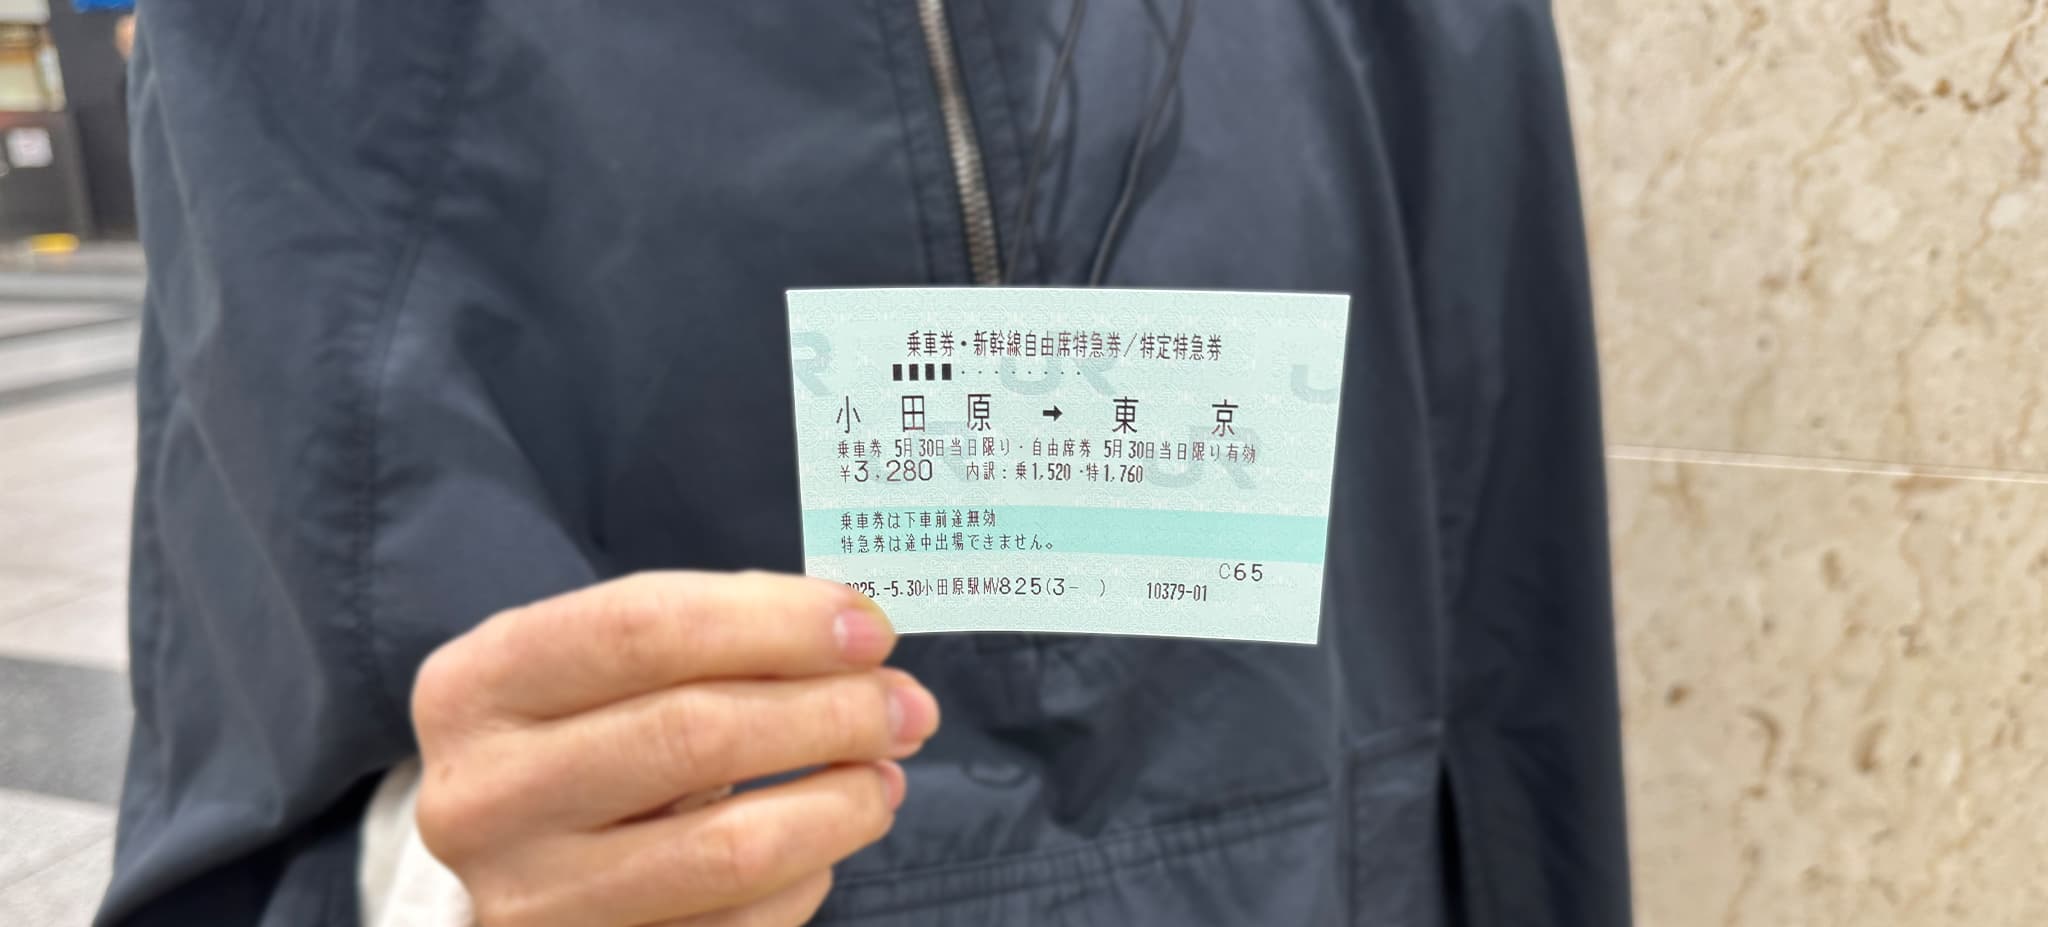 乗車券・新幹線自由席特急券/特定特急券
小田原 → 東京
乗車券 5月30日当日限り・自由席券 5月30日当日限り有効
¥3,280 内訳:乗1,520・特1,760
乗車券は下車前途無効
特急券は途中出場できません。
C65
025.-5.30小田原駅MV825(3- ) 10379-01